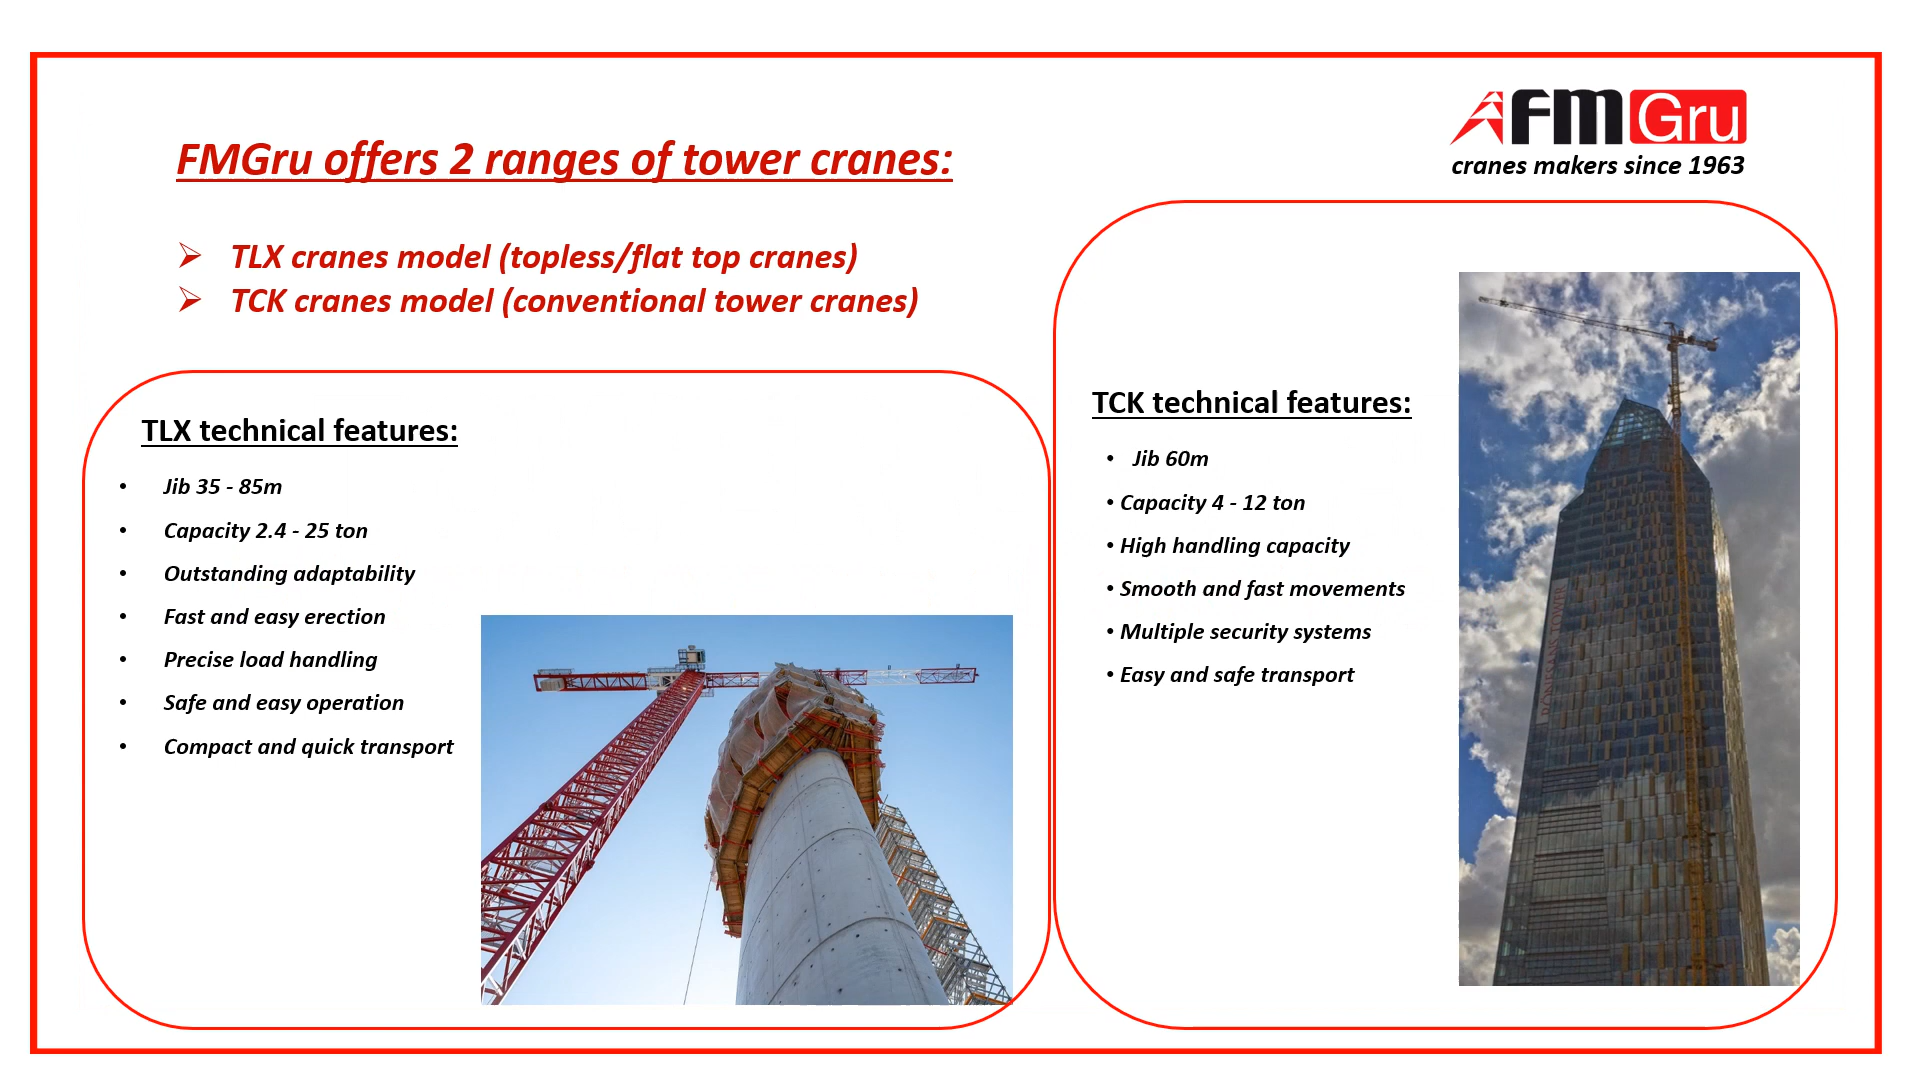 FMGru
cranes makers since 1963
FMGru offers 2 ranges of tower cranes:
➢ TLX cranes model (topless/flat top cranes)
➢ TCK cranes model (conventional tower cranes)
TLX technical features:
• Jib 35 - 85m
• Capacity 2.4 - 25 ton
• Outstanding adaptability
• Fast and easy erection
• Precise load handling
• Safe and easy operation
• Compact and quick transport
TCK technical features:
• Jib 60m
• Capacity 4 - 12 ton
• High handling capacity
• Smooth and fast movements
• Multiple security systems
• Easy and safe transport